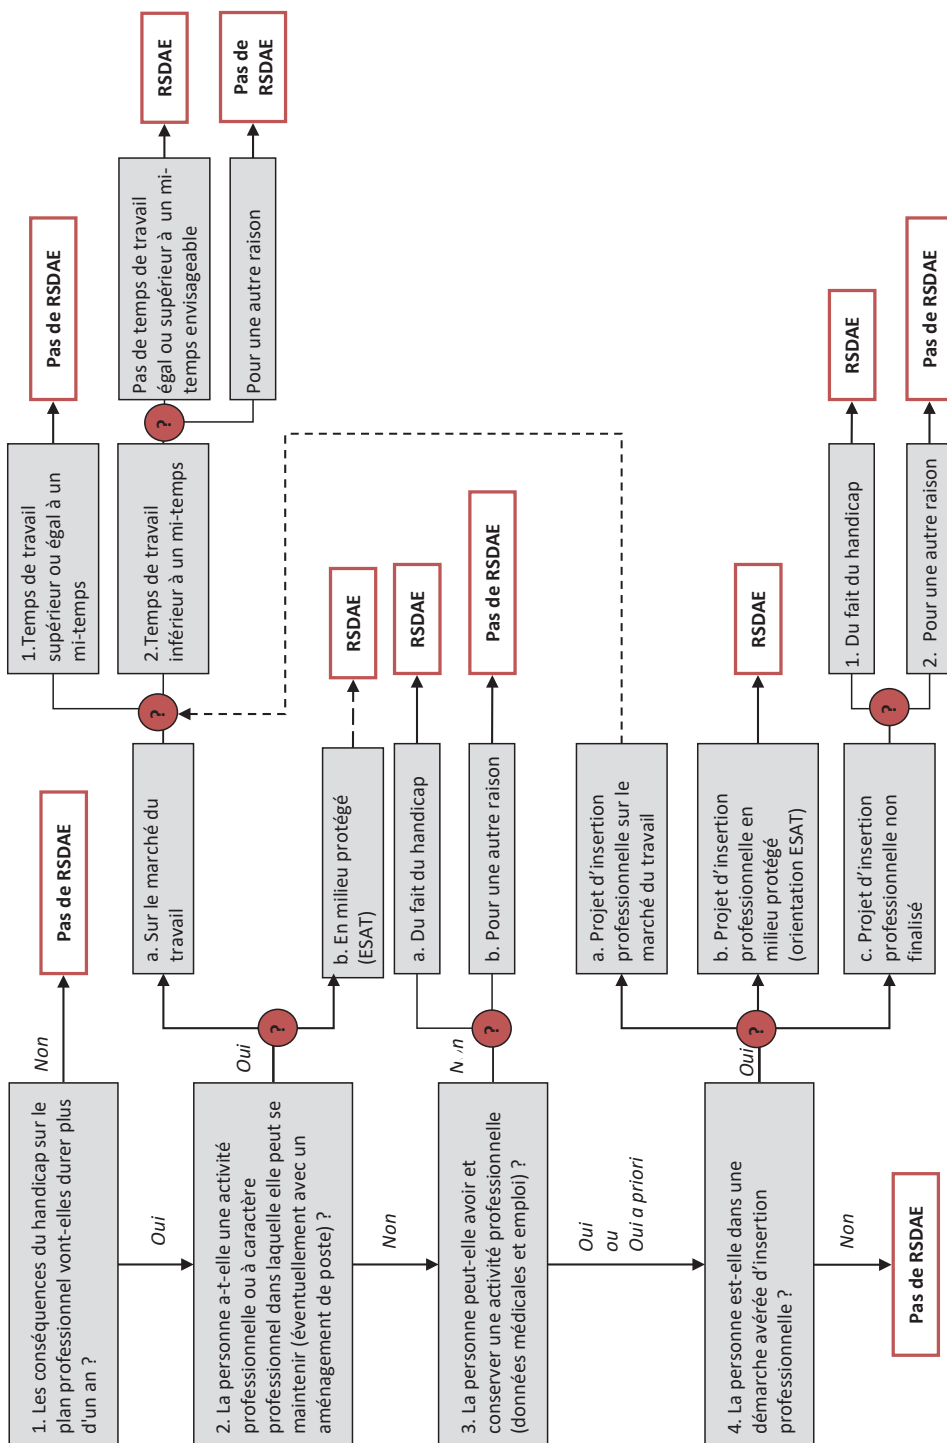 1. Les conséquences du handicap sur le
plan professionnel vont-elles durer plus
d'un an ?
Non
Pas de RSDAE
Oui
2. La personne a-t-elle une activité
professionnelle ou à caractère
professionnel dans laquelle elle peut se
maintenir (éventuellement avec un
aménagement de poste) ?
Oui
?
a. Sur le marché du
travail
?
1.Temps de travail
supérieur ou égal à un
mi-temps
Pas de RSDAE
2.Temps de travail
inférieur à un mi-temps
?
Pas de temps de travail
égal ou supérieur à un mi-
temps envisageable
RSDAE
Pour une autre raison
Pas de
RSDAE
b. En milieu protégé
(ESAT)
RSDAE
Non
3. La personne peut-elle avoir et
conserver une activité professionnelle
(données médicales et emploi) ?
?
a. Du fait du handicap
RSDAE
b. Pour une autre raison
Pas de RSDAE
Oui
ou
Oui a priori
4. La personne est-elle dans une
démarche avérée d'insertion
professionnelle ?
Oui
?
a. Projet d'insertion
professionnelle sur le
marché du travail
b. Projet d'insertion
professionnelle en
milieu protégé
(orientation ESAT)
RSDAE
c. Projet d'insertion
professionnelle non
finalisé
?
1. Du fait du handicap
RSDAE
2. Pour une autre raison
Pas de RSDAE
Non
Pas de RSDAE